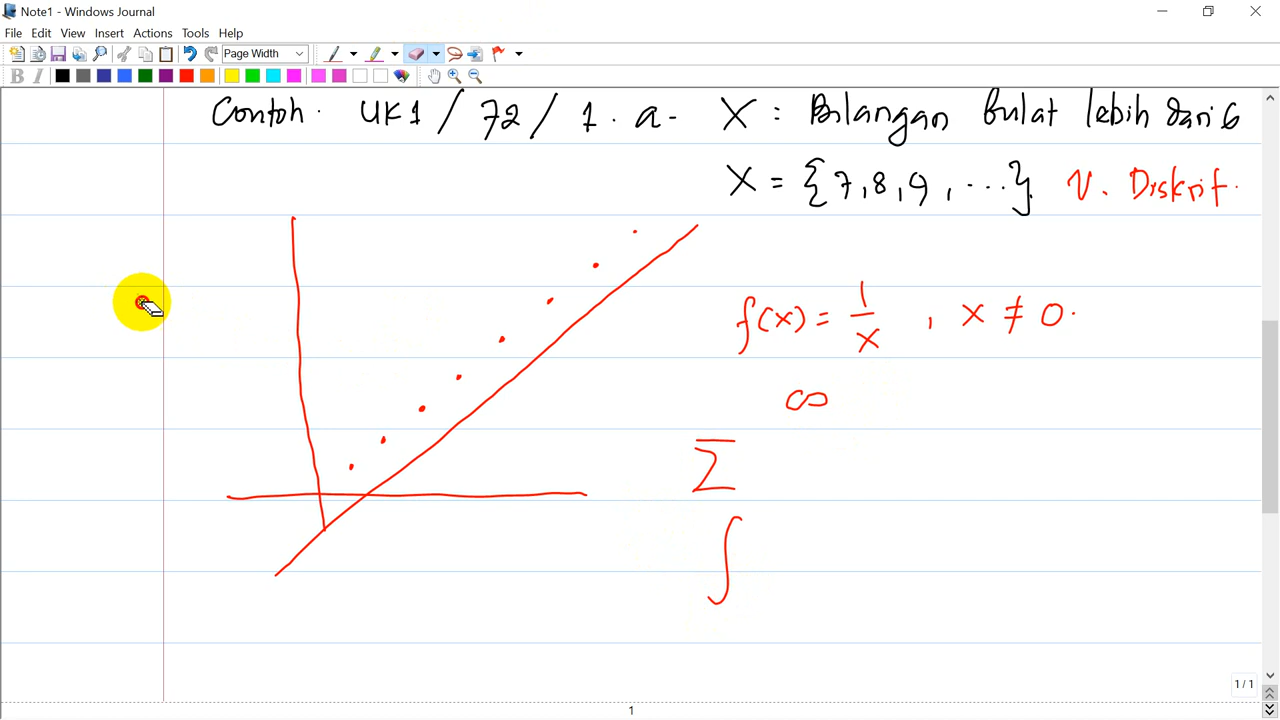 Note1 - Windows Journal
File Edit View Insert Actions Tools Help
Page Width
B I
Contoh. UK1 / 72 / 1. a. X : Bilangan bulat lebih dari 6
X = {7, 8, 9, ...} V. Diskrit.
f(x) = 1/x , x ≠ 0.
∞
Σ
∫
1 / 1
1